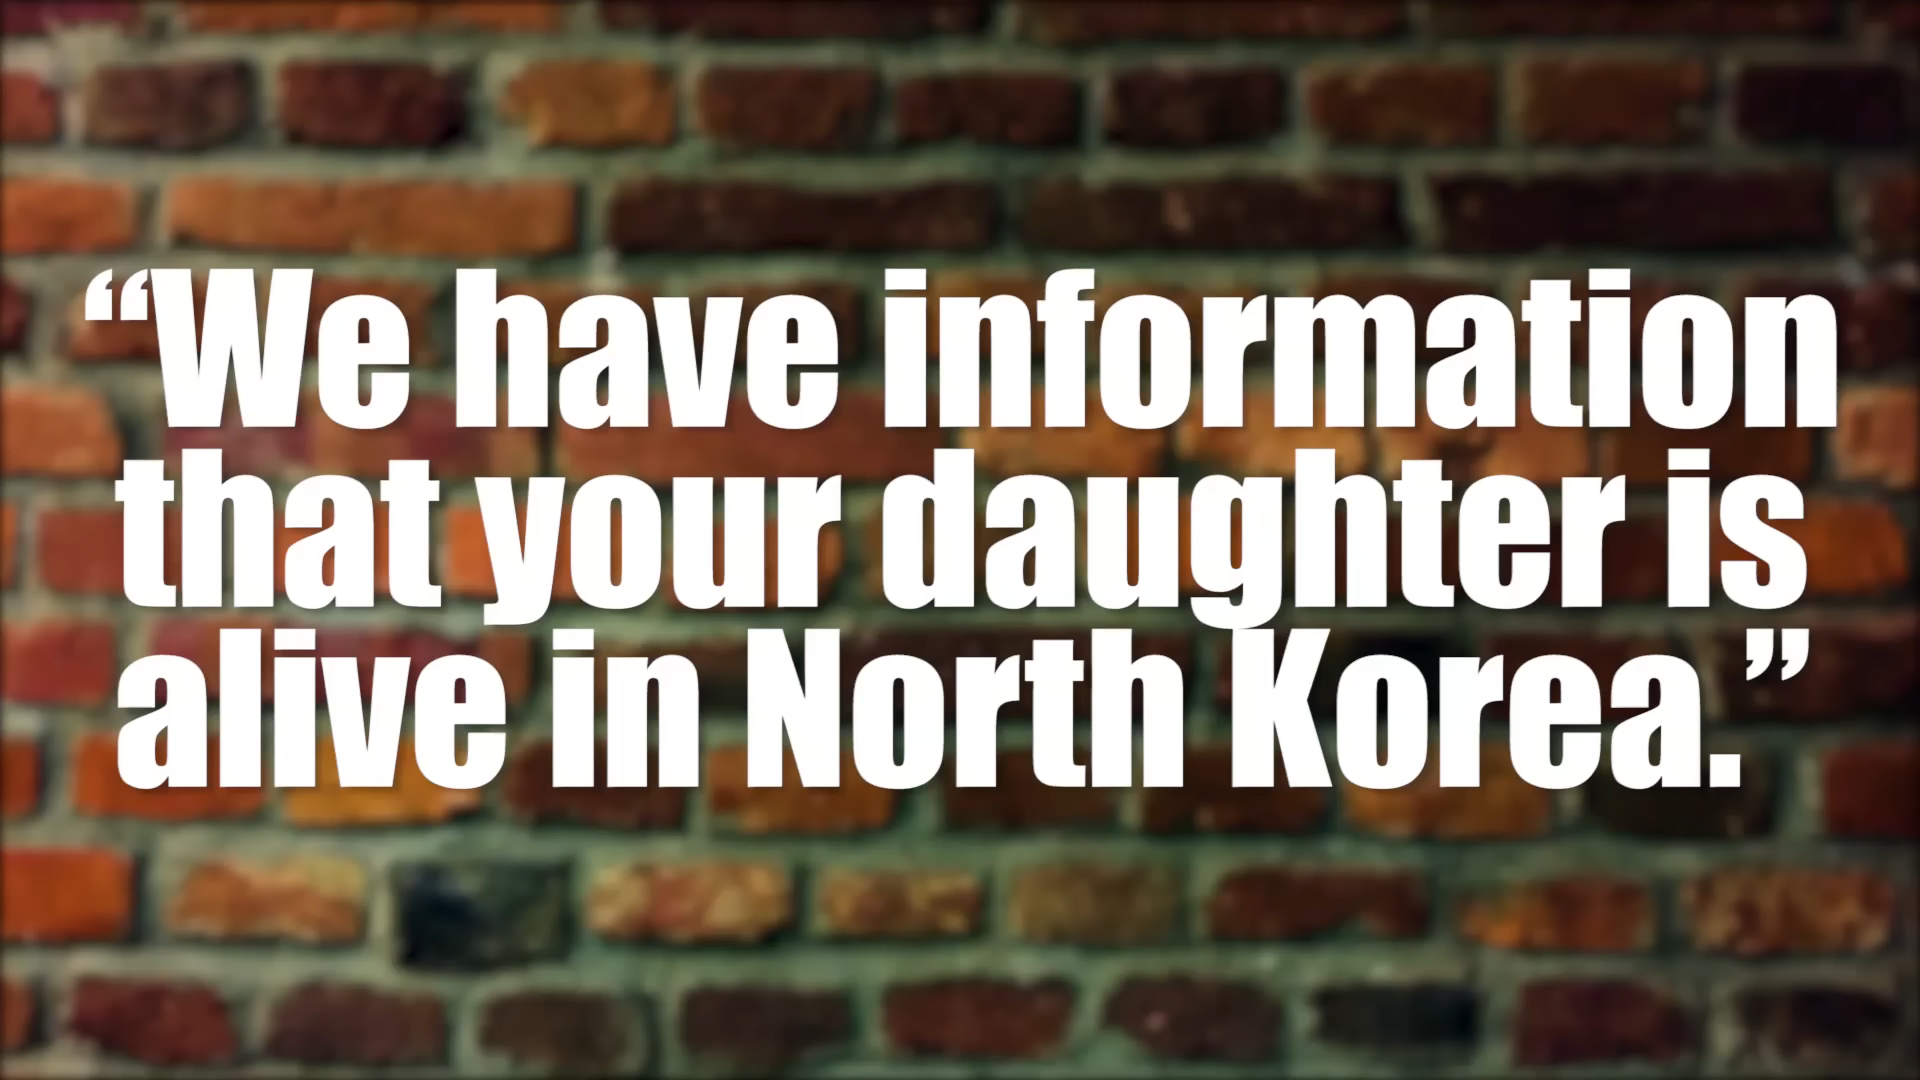 “We have information
that your daughter is
alive in North Korea.”